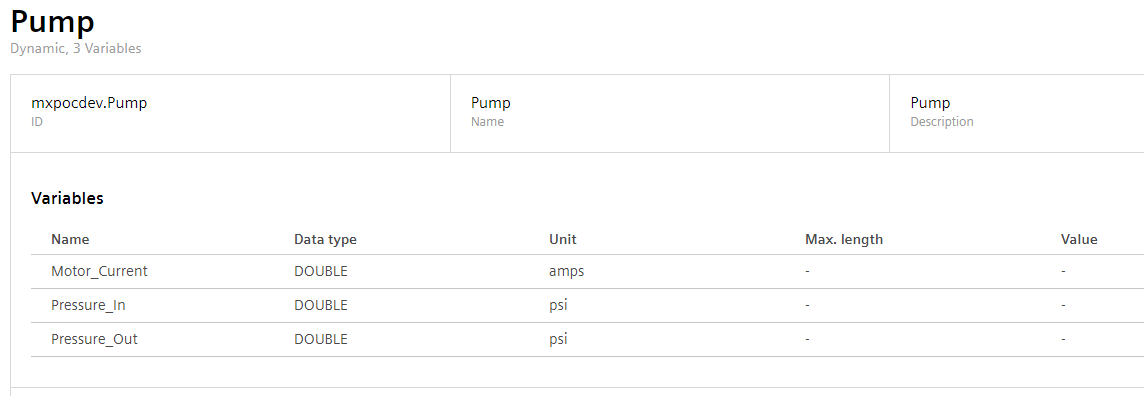 Pump
Dynamic, 3 Variables
mxpocdev.Pump Pump Pump
ID Name Description
Variables
Name Data type Unit Max. length Value
Motor_Current DOUBLE amps - -
Pressure_In DOUBLE psi - -
Pressure_Out DOUBLE psi - -